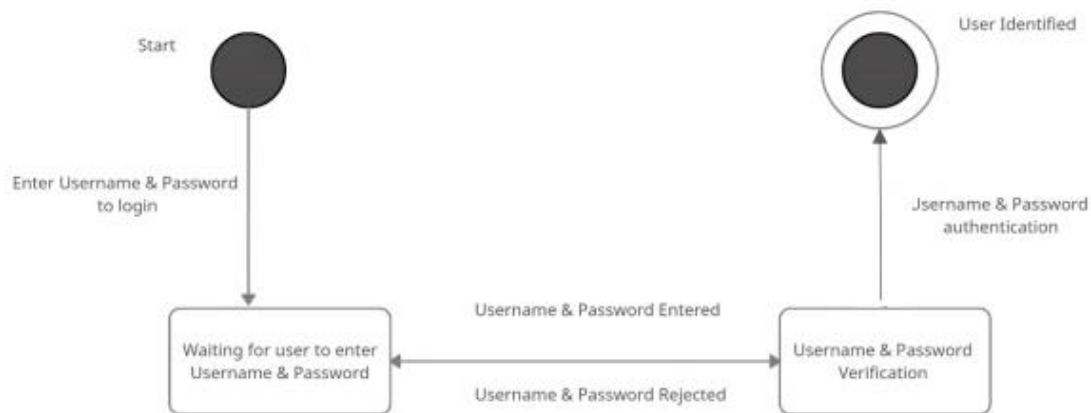 Start
User Identified
Enter Username & Password
to login
Jsername & Password
authentication
Username & Password Entered
Waiting for user to enter
Username & Password
Username & Password
Verification
Username & Password Rejected